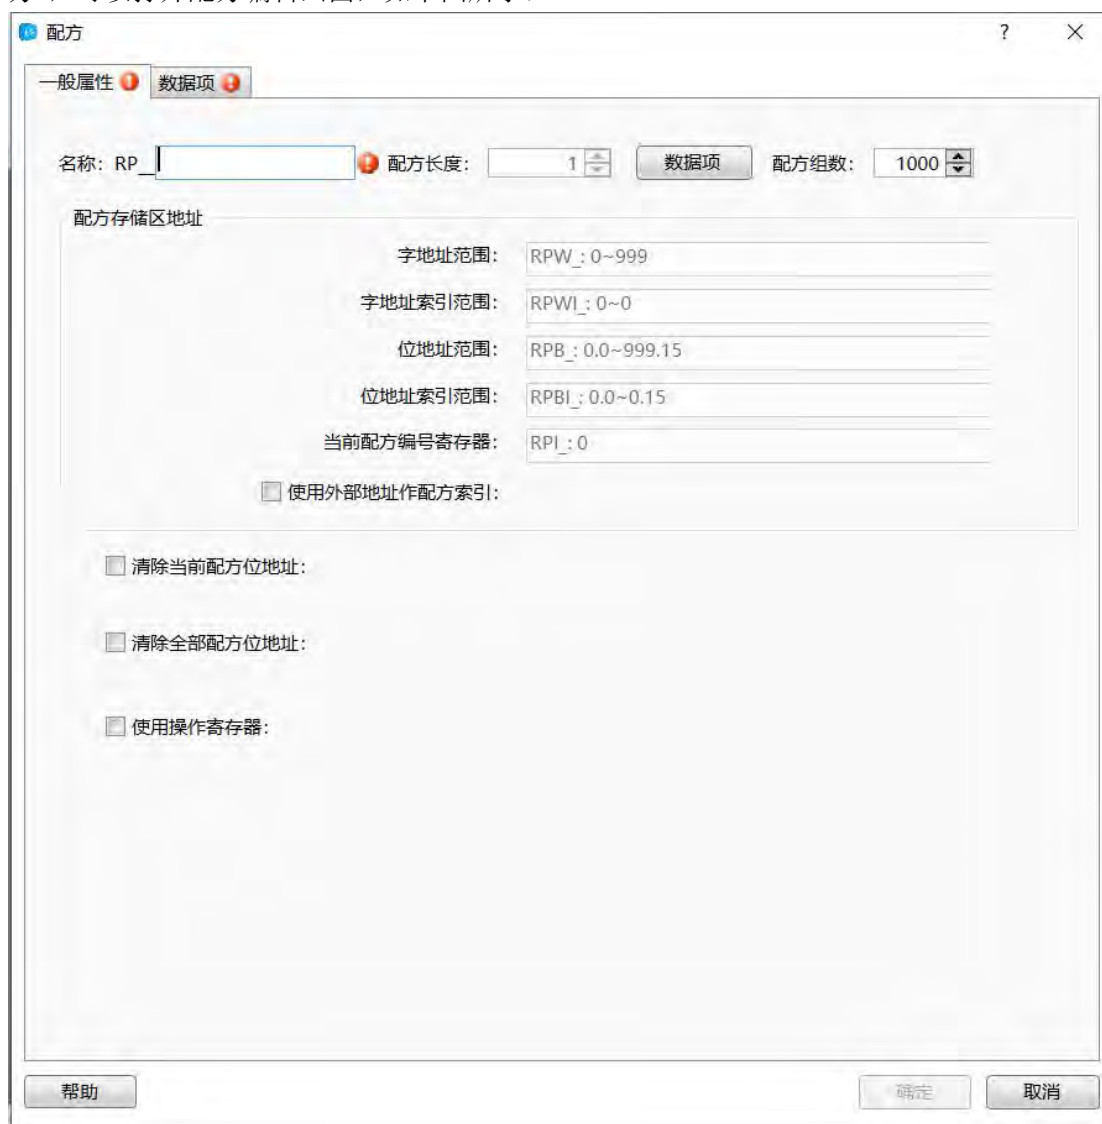 配方
?
一般属性 数据项
名称: RP_ 配方长度: 1 数据项 配方组数: 1000
配方存储区地址
字地址范围: RPW_: 0~999
字地址索引范围: RPWI_: 0~0
位地址范围: RPB_: 0.0~999.15
位地址索引范围: RPBI_: 0.0~0.15
当前配方编号寄存器: RPI_: 0
使用外部地址作配方索引:
清除当前配方位地址:
清除全部配方位地址:
使用操作寄存器:
帮助 确定 取消